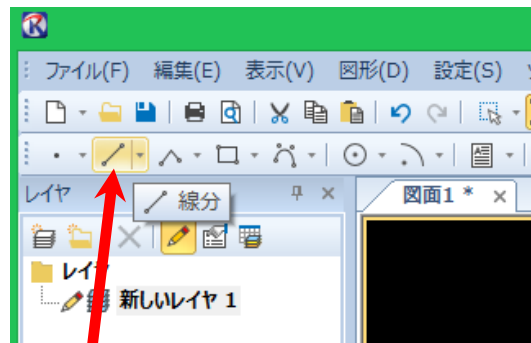 ファイル(F) 編集(E) 表示(V) 図形(D) 設定(S)
レイヤ
線分
図面1 *
レイヤ
新しいレイヤ 1